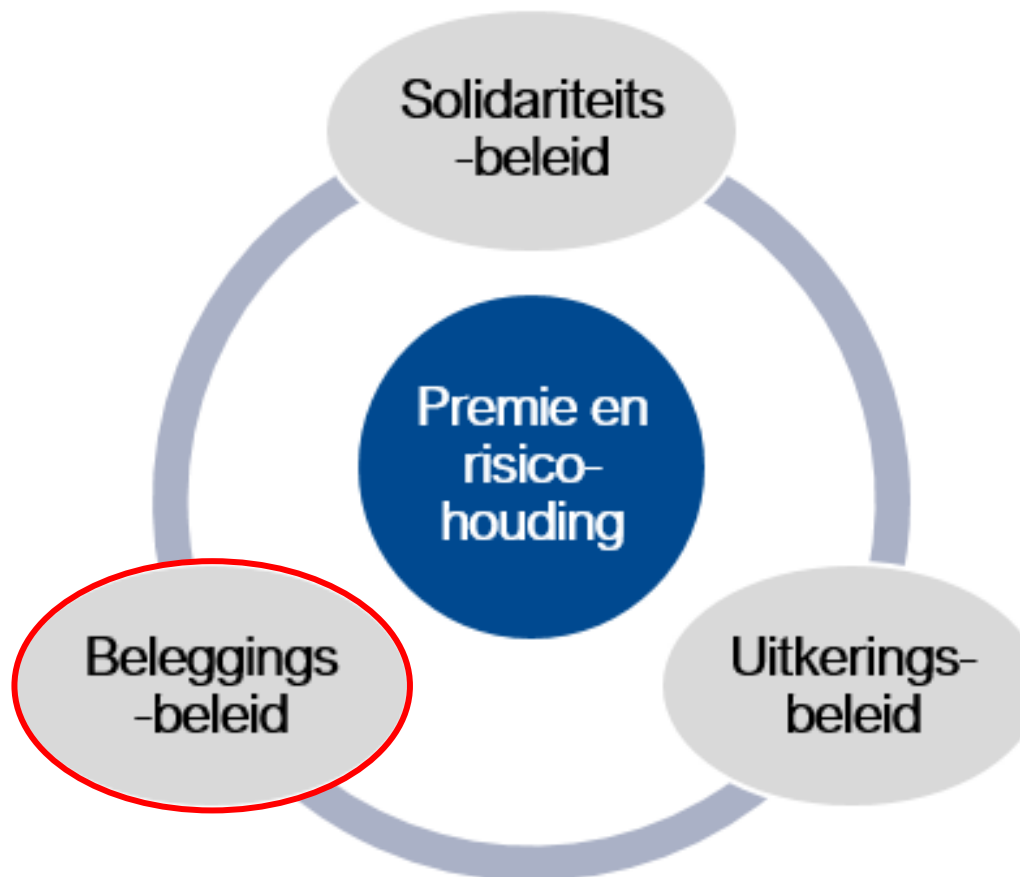 Solidariteits
-beleid
Premie en
risico-
houding
Beleggings
-beleid
Uitkerings-
beleid